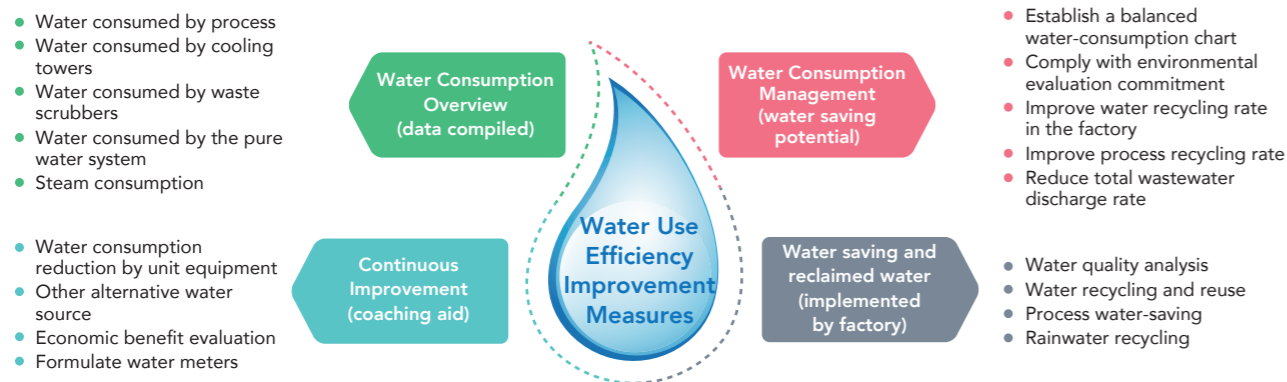 Water consumed by process
Water consumed by cooling
towers
Water consumed by waste
scrubbers
Water consumed by the pure
water system
Steam consumption
Water Consumption
Overview
(data compiled)
Water Consumption
Management
(water saving
potential)
Establish a balanced
water-consumption chart
Comply with environmental
evaluation commitment
Improve water recycling rate
in the factory
Improve process recycling rate
Reduce total wastewater
discharge rate
Water Use
Efficiency
Improvement
Measures
Water consumption
reduction by unit equipment
Other alternative water
source
Economic benefit evaluation
Formulate water meters
Continuous
Improvement
(coaching aid)
Water saving and
reclaimed water
(implemented
by factory)
Water quality analysis
Water recycling and reuse
Process water-saving
Rainwater recycling